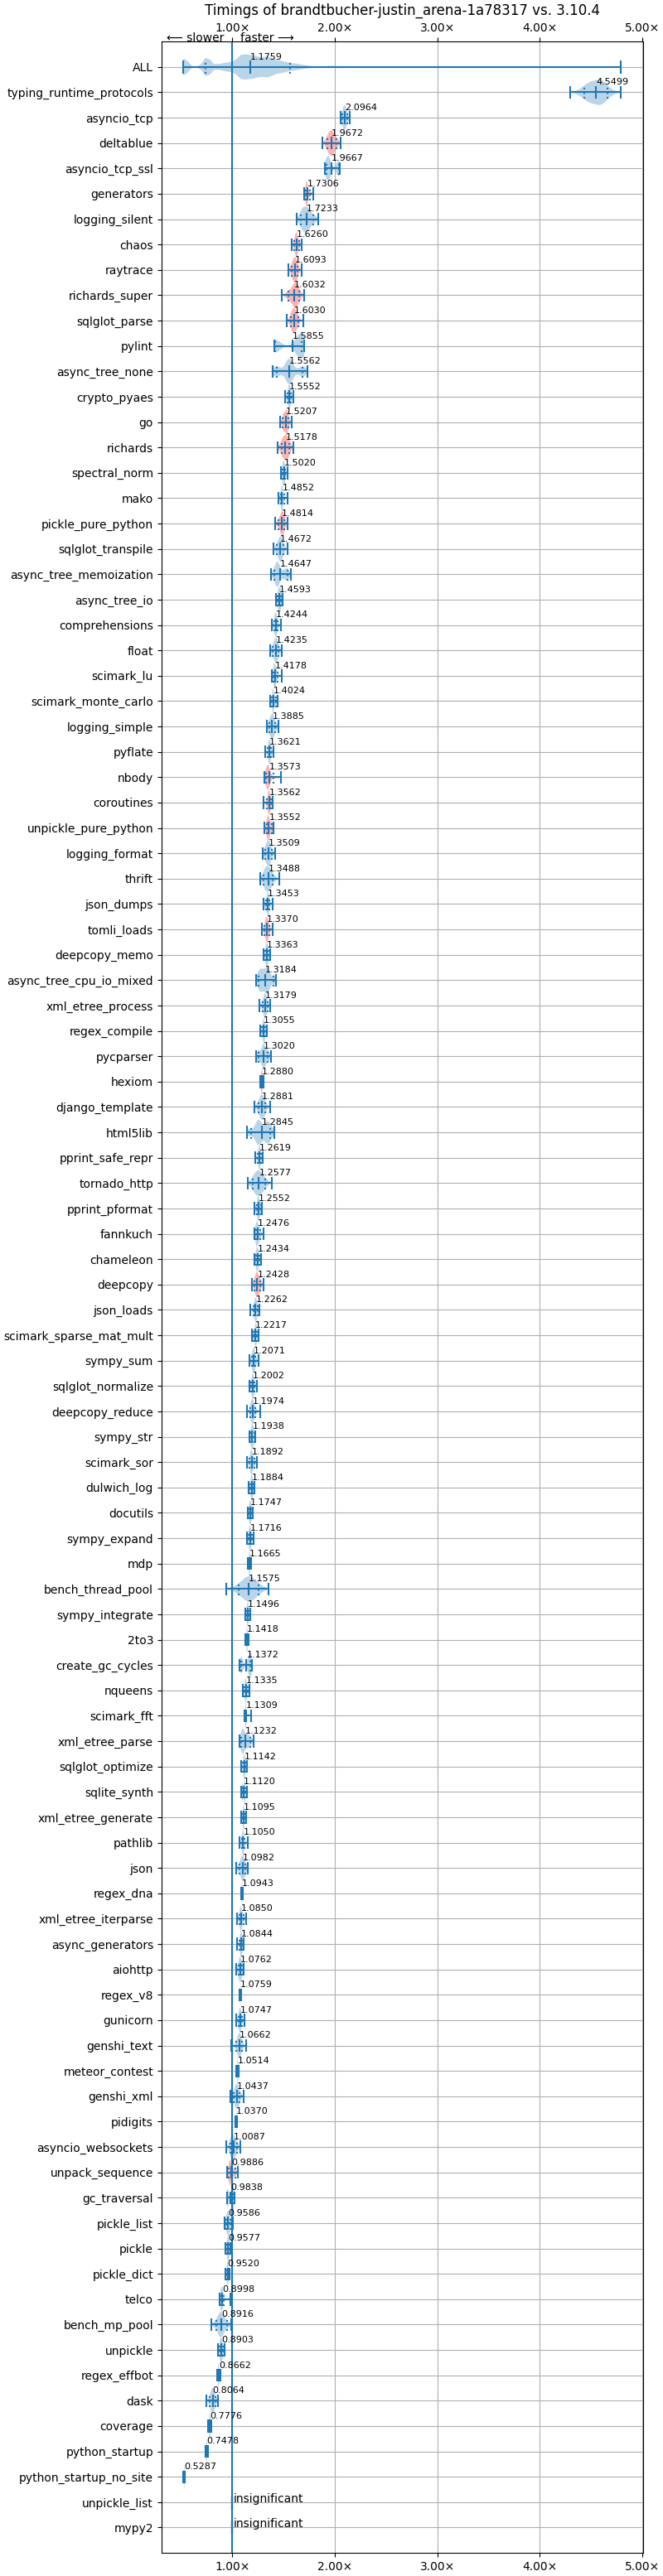 Timings of brandtbucher-justin_arena-1a78317 vs. 3.10.4
1.00× 2.00× 3.00× 4.00× 5.00×
⟵ slower faster ⟶
ALL 1.1759
typing_runtime_protocols 4.5499
asyncio_tcp 2.0964
deltablue 1.9672
asyncio_tcp_ssl 1.9667
generators 1.7306
logging_silent 1.7233
chaos 1.6260
raytrace 1.6093
richards_super 1.6032
sqlglot_parse 1.6030
pylint 1.5855
async_tree_none 1.5562
crypto_pyaes 1.5552
go 1.5207
richards 1.5178
spectral_norm 1.5020
mako 1.4852
pickle_pure_python 1.4814
sqlglot_transpile 1.4672
async_tree_memoization 1.4647
async_tree_io 1.4593
comprehensions 1.4244
float 1.4235
scimark_lu 1.4178
scimark_monte_carlo 1.4024
logging_simple 1.3885
pyflate 1.3621
nbody 1.3573
coroutines 1.3562
unpickle_pure_python 1.3552
logging_format 1.3509
thrift 1.3488
json_dumps 1.3453
tomli_loads 1.3370
deepcopy_memo 1.3363
async_tree_cpu_io_mixed 1.3184
xml_etree_process 1.3179
regex_compile 1.3055
pycparser 1.3020
hexiom 1.2880
django_template 1.2881
html5lib 1.2845
pprint_safe_repr 1.2619
tornado_http 1.2577
pprint_pformat 1.2552
fannkuch 1.2476
chameleon 1.2434
deepcopy 1.2428
json_loads 1.2262
scimark_sparse_mat_mult 1.2217
sympy_sum 1.2071
sqlglot_normalize 1.2002
deepcopy_reduce 1.1974
sympy_str 1.1938
scimark_sor 1.1892
dulwich_log 1.1884
docutils 1.1747
sympy_expand 1.1716
mdp 1.1665
bench_thread_pool 1.1575
sympy_integrate 1.1496
2to3 1.1418
create_gc_cycles 1.1372
nqueens 1.1335
scimark_fft 1.1309
xml_etree_parse 1.1232
sqlglot_optimize 1.1142
sqlite_synth 1.1120
xml_etree_generate 1.1095
pathlib 1.1050
json 1.0982
regex_dna 1.0943
xml_etree_iterparse 1.0850
async_generators 1.0844
aiohttp 1.0762
regex_v8 1.0759
gunicorn 1.0747
genshi_text 1.0662
meteor_contest 1.0514
genshi_xml 1.0437
pidigits 1.0370
asyncio_websockets 1.0087
unpack_sequence 0.9886
gc_traversal 0.9838
pickle_list 0.9586
pickle 0.9577
pickle_dict 0.9520
telco 0.8998
bench_mp_pool 0.8916
unpickle 0.8903
regex_effbot 0.8662
dask 0.8064
coverage 0.7776
python_startup 0.7478
python_startup_no_site 0.5287
unpickle_list insignificant
mypy2 insignificant
1.00× 2.00× 3.00× 4.00× 5.00×